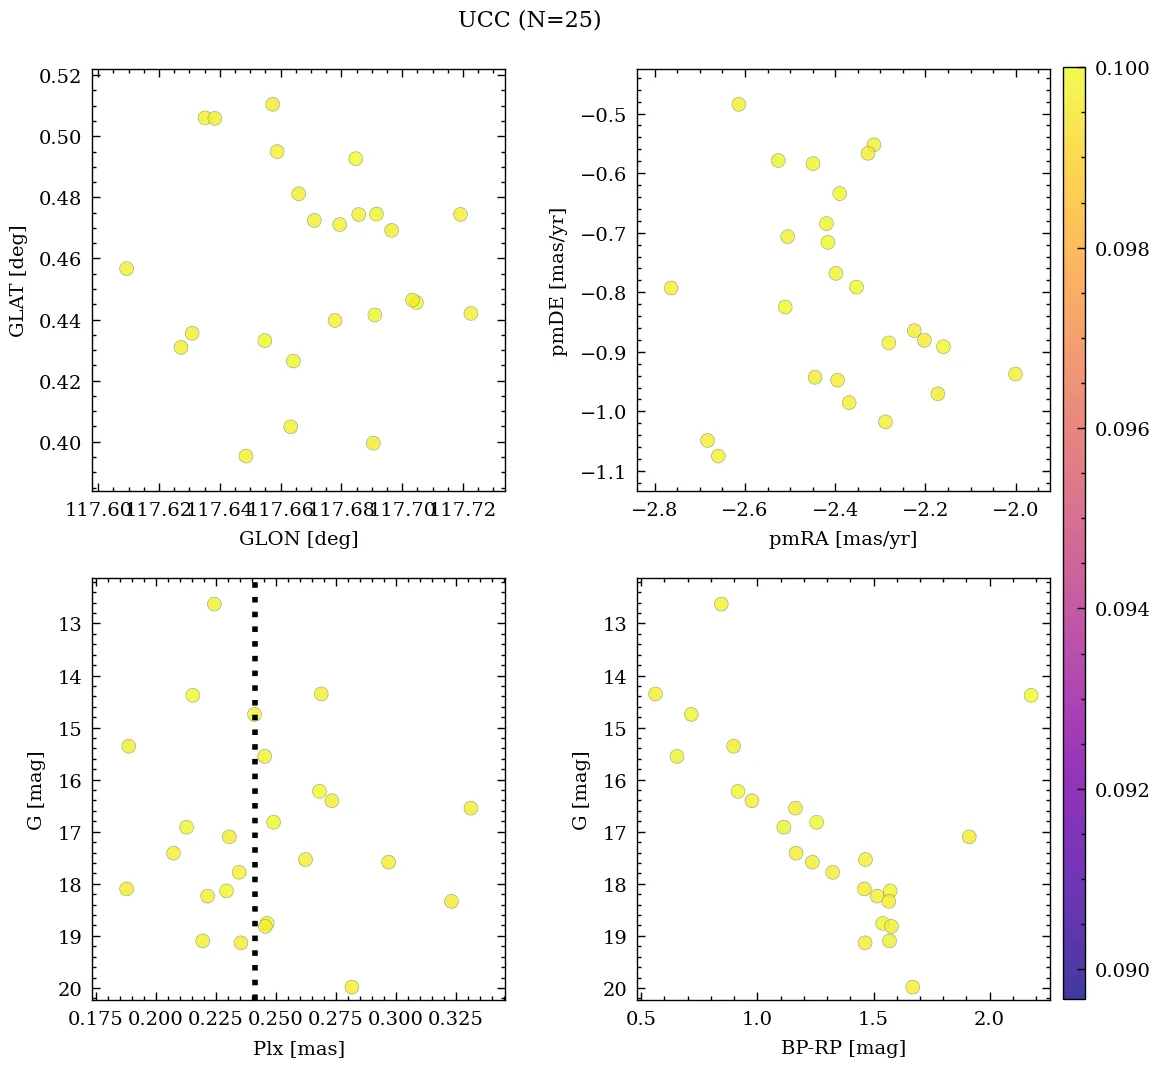 UCC (N=25)
0.52
0.50
0.48
0.46
0.44
0.42
0.40
GLAT [deg]
117.60 117.62 117.64 117.66 117.68 117.70 117.72
GLON [deg]
−0.5
−0.6
−0.7
−0.8
−0.9
−1.0
−1.1
pmDE [mas/yr]
−2.8 −2.6 −2.4 −2.2 −2.0
pmRA [mas/yr]
0.100
0.098
0.096
0.094
0.092
0.090
13
14
15
16
17
18
19
20
G [mag]
0.175 0.200 0.225 0.250 0.275 0.300 0.325
Plx [mas]
13
14
15
16
17
18
19
20
G [mag]
0.5 1.0 1.5 2.0
BP-RP [mag]